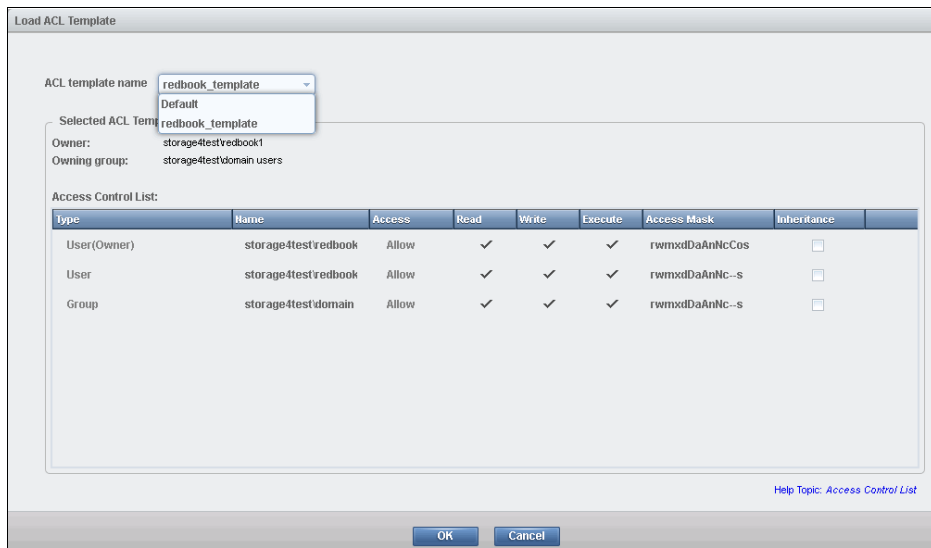 Load ACL Template
ACL template name redbook_template
Default
redbook_template
Selected ACL Temp
Owner: storage4test\redbook1
Owning group: storage4test\domain users
Access Control List:
Type Name Access Read Write Execute Access Mask Inheritance
User(Owner) storage4test\redbook Allow ✓ ✓ ✓ rwmxdDaAnNcCos
User storage4test\redbook Allow ✓ ✓ ✓ rwmxdDaAnNc--s
Group storage4test\domain Allow ✓ ✓ ✓ rwmxdDaAnNc--s
Help Topic: Access Control List
OK Cancel